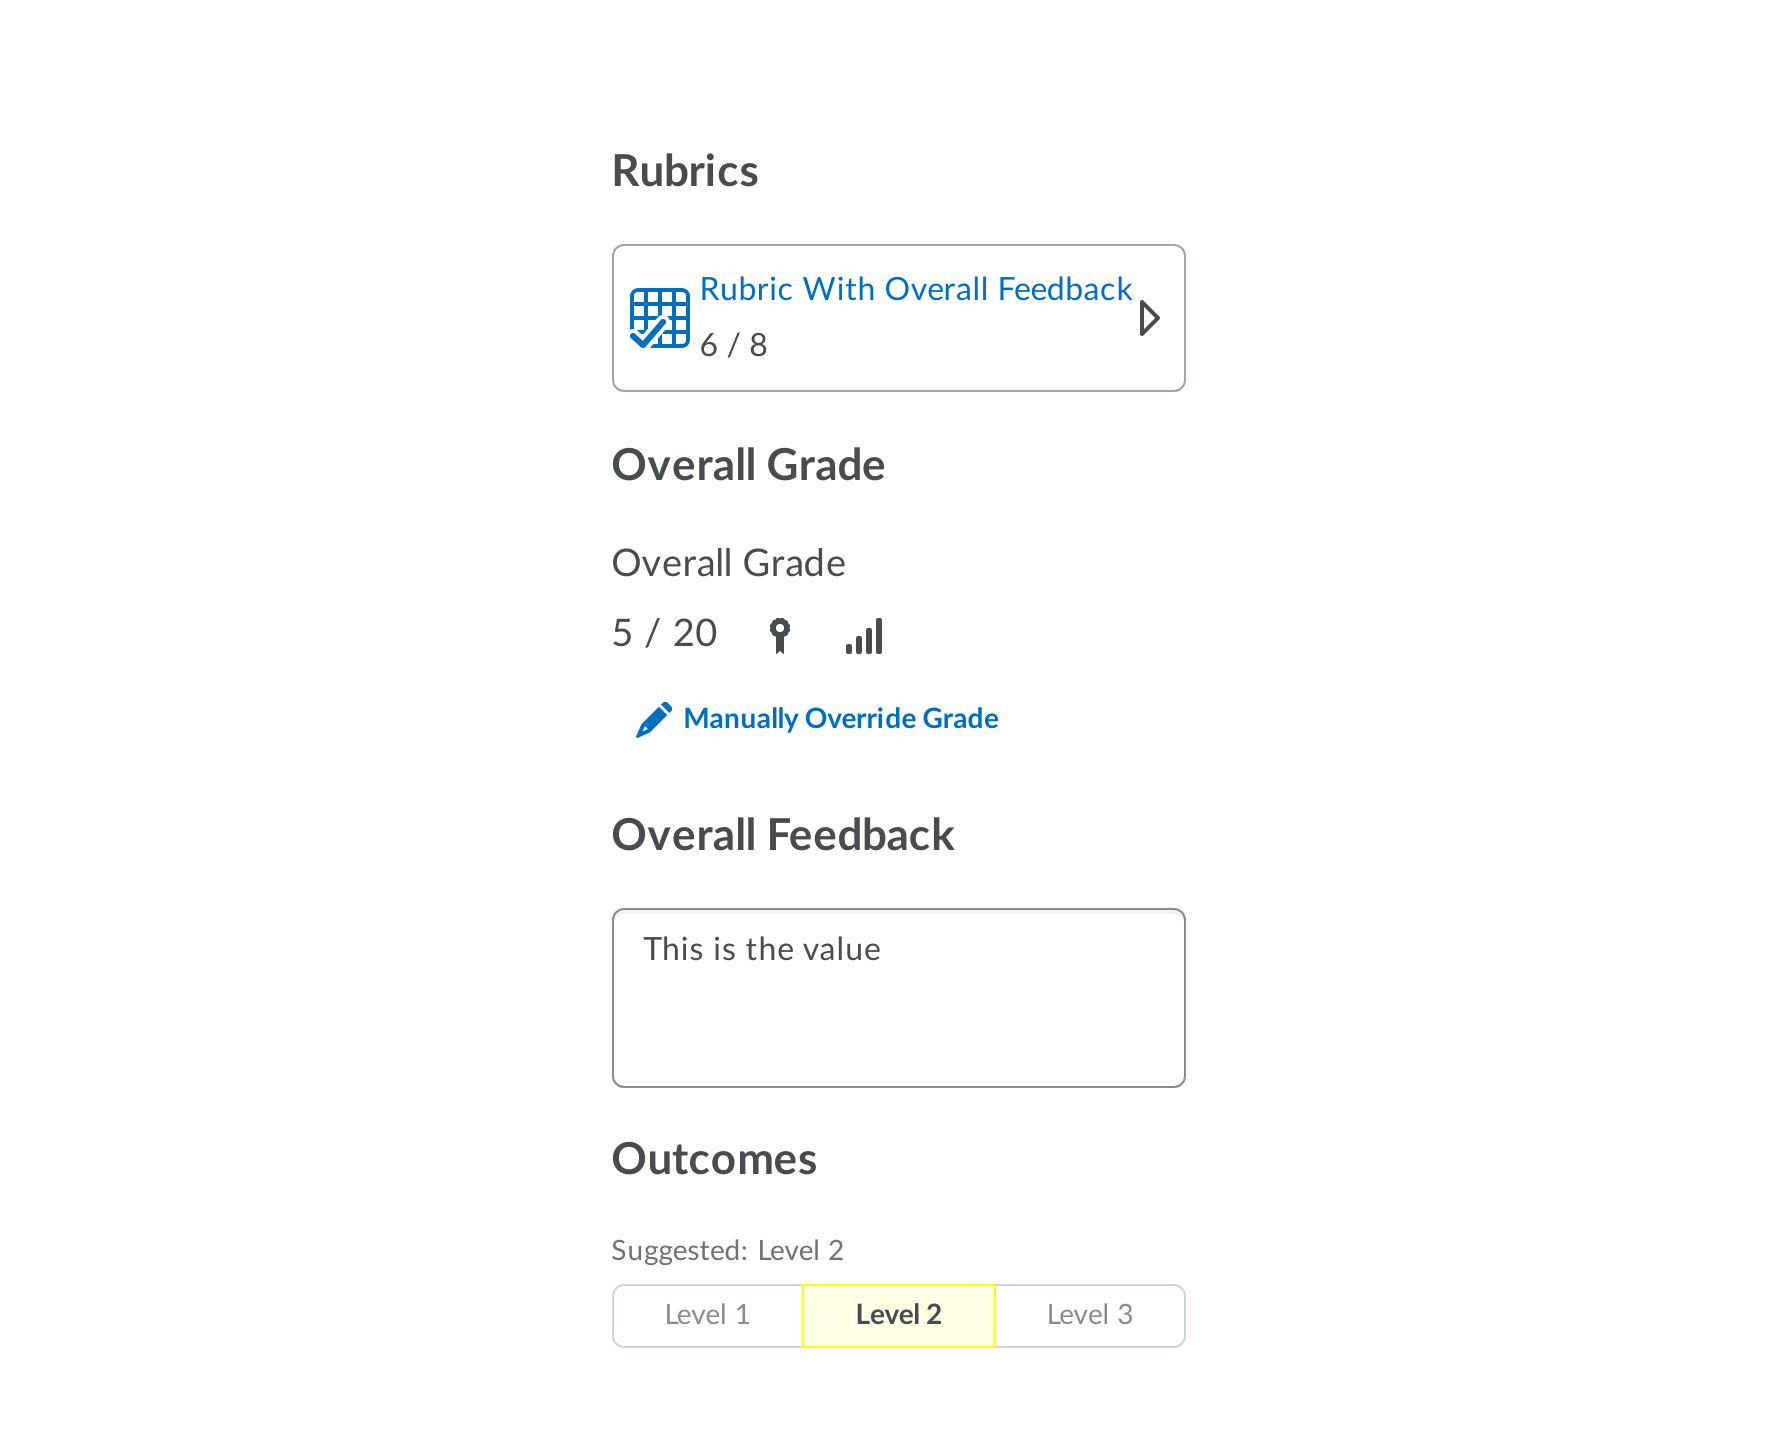 Rubrics
Rubric With Overall Feedback
6 / 8
Overall Grade
Overall Grade
5 / 20
Manually Override Grade
Overall Feedback
This is the value
Outcomes
Suggested: Level 2
Level 1 Level 2 Level 3